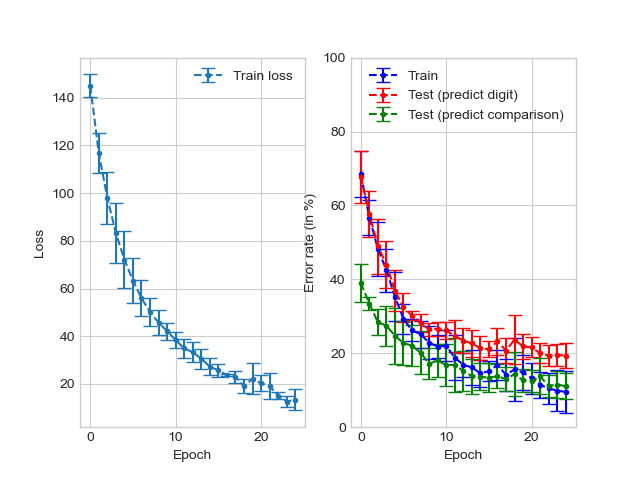 Train loss
140
120
100
80
60
40
20
0
10
20
Epoch
Loss
Train
Test (predict digit)
Test (predict comparison)
100
80
60
40
20
0
0
10
20
Epoch
Error rate (in %)